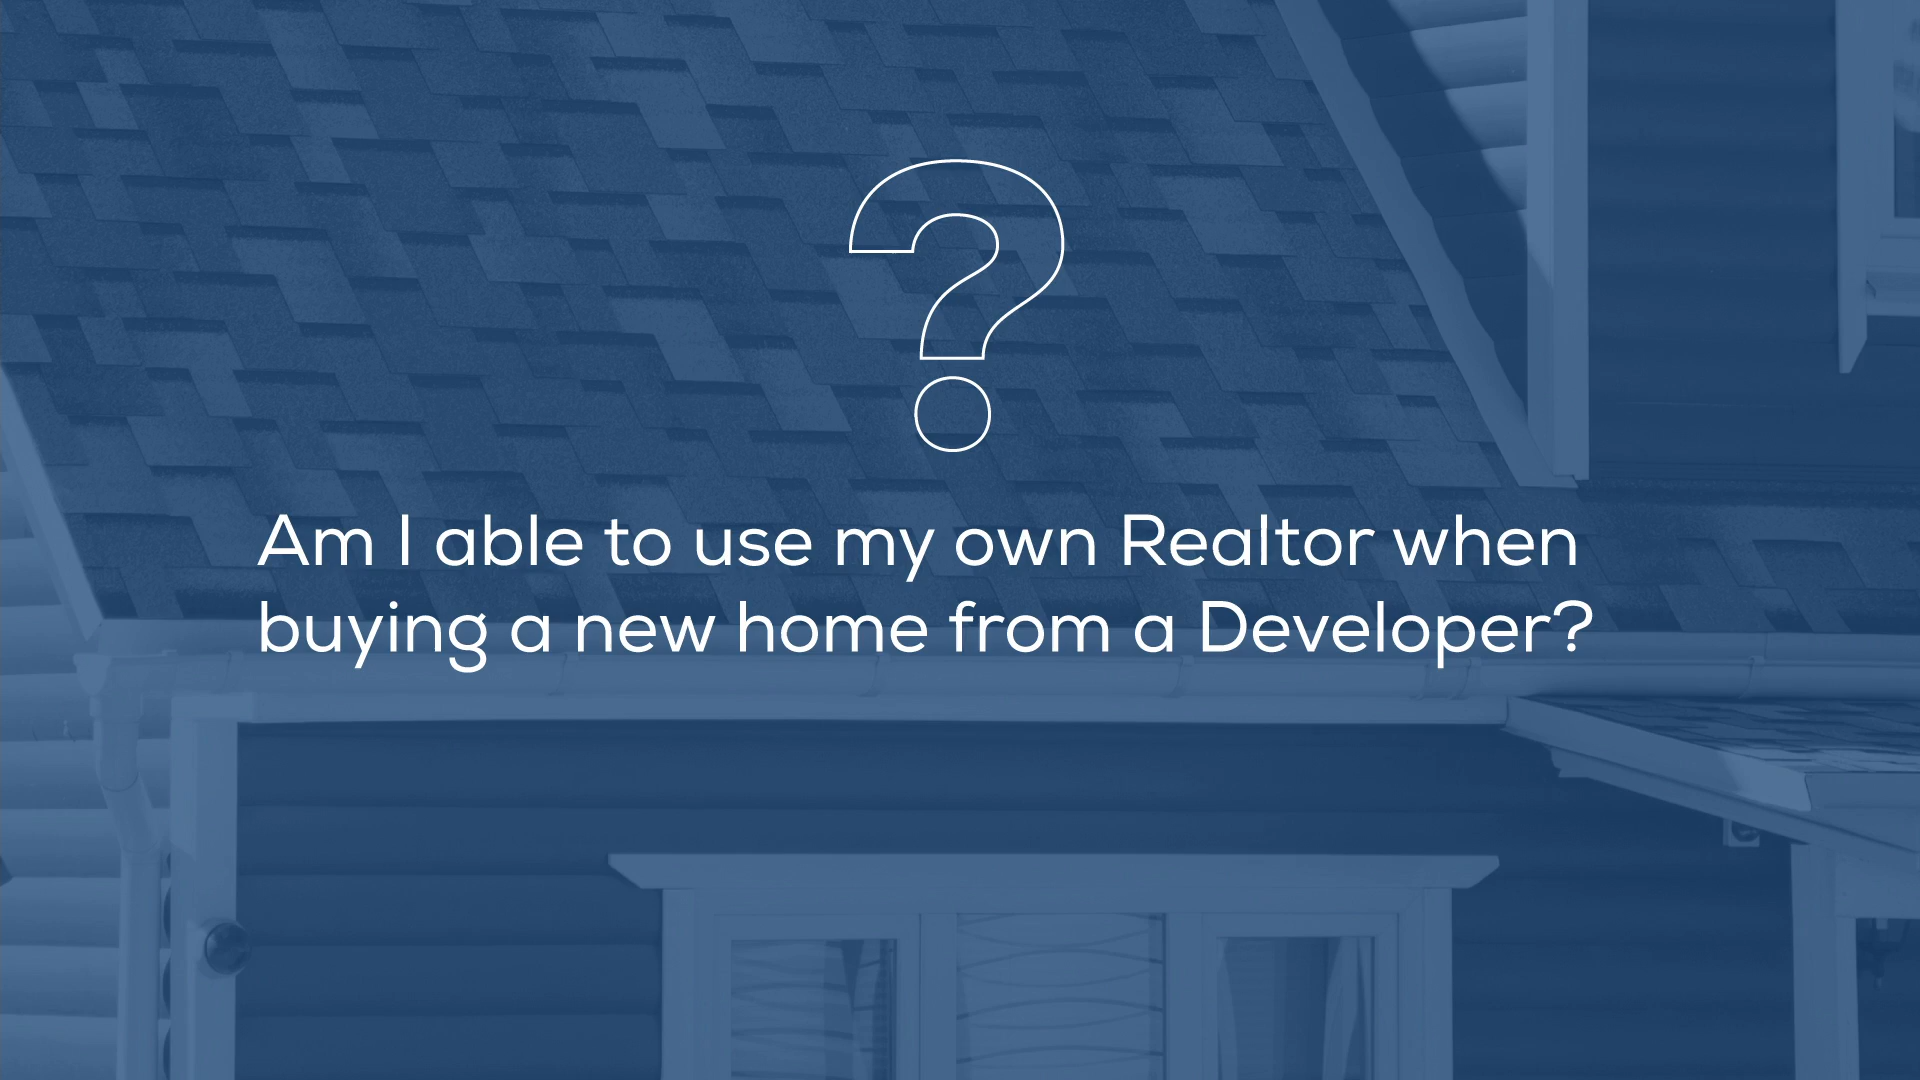 ?
Am I able to use my own Realtor when
buying a new home from a Developer?